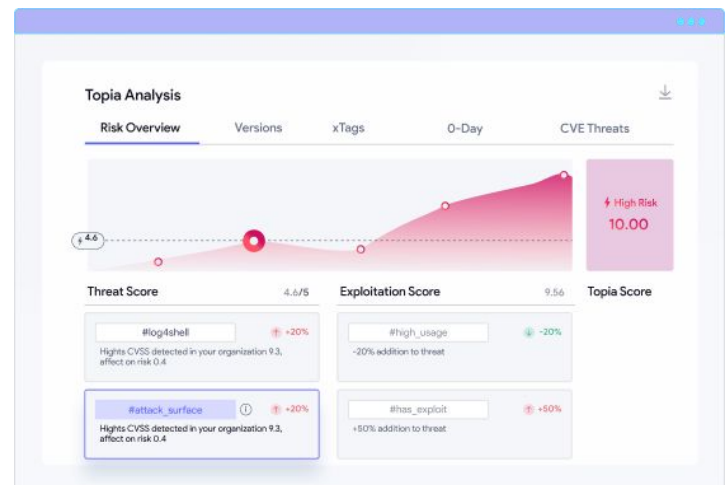 Topia Analysis
Risk Overview Versions xTags 0-Day CVE Threats
High Risk
10.00
4.6
Threat Score 4.6/5 Exploitation Score 9.56 Topia Score
#log4shell +20%
Hights CVSS detected in your organization 9.3,
affect on risk 0.4
#high_usage -20%
-20% addition to threat
#attack_surface +20%
Hights CVSS detected in your organization 9.3,
affect on risk 0.4
#has_exploit +50%
+50% addition to threat